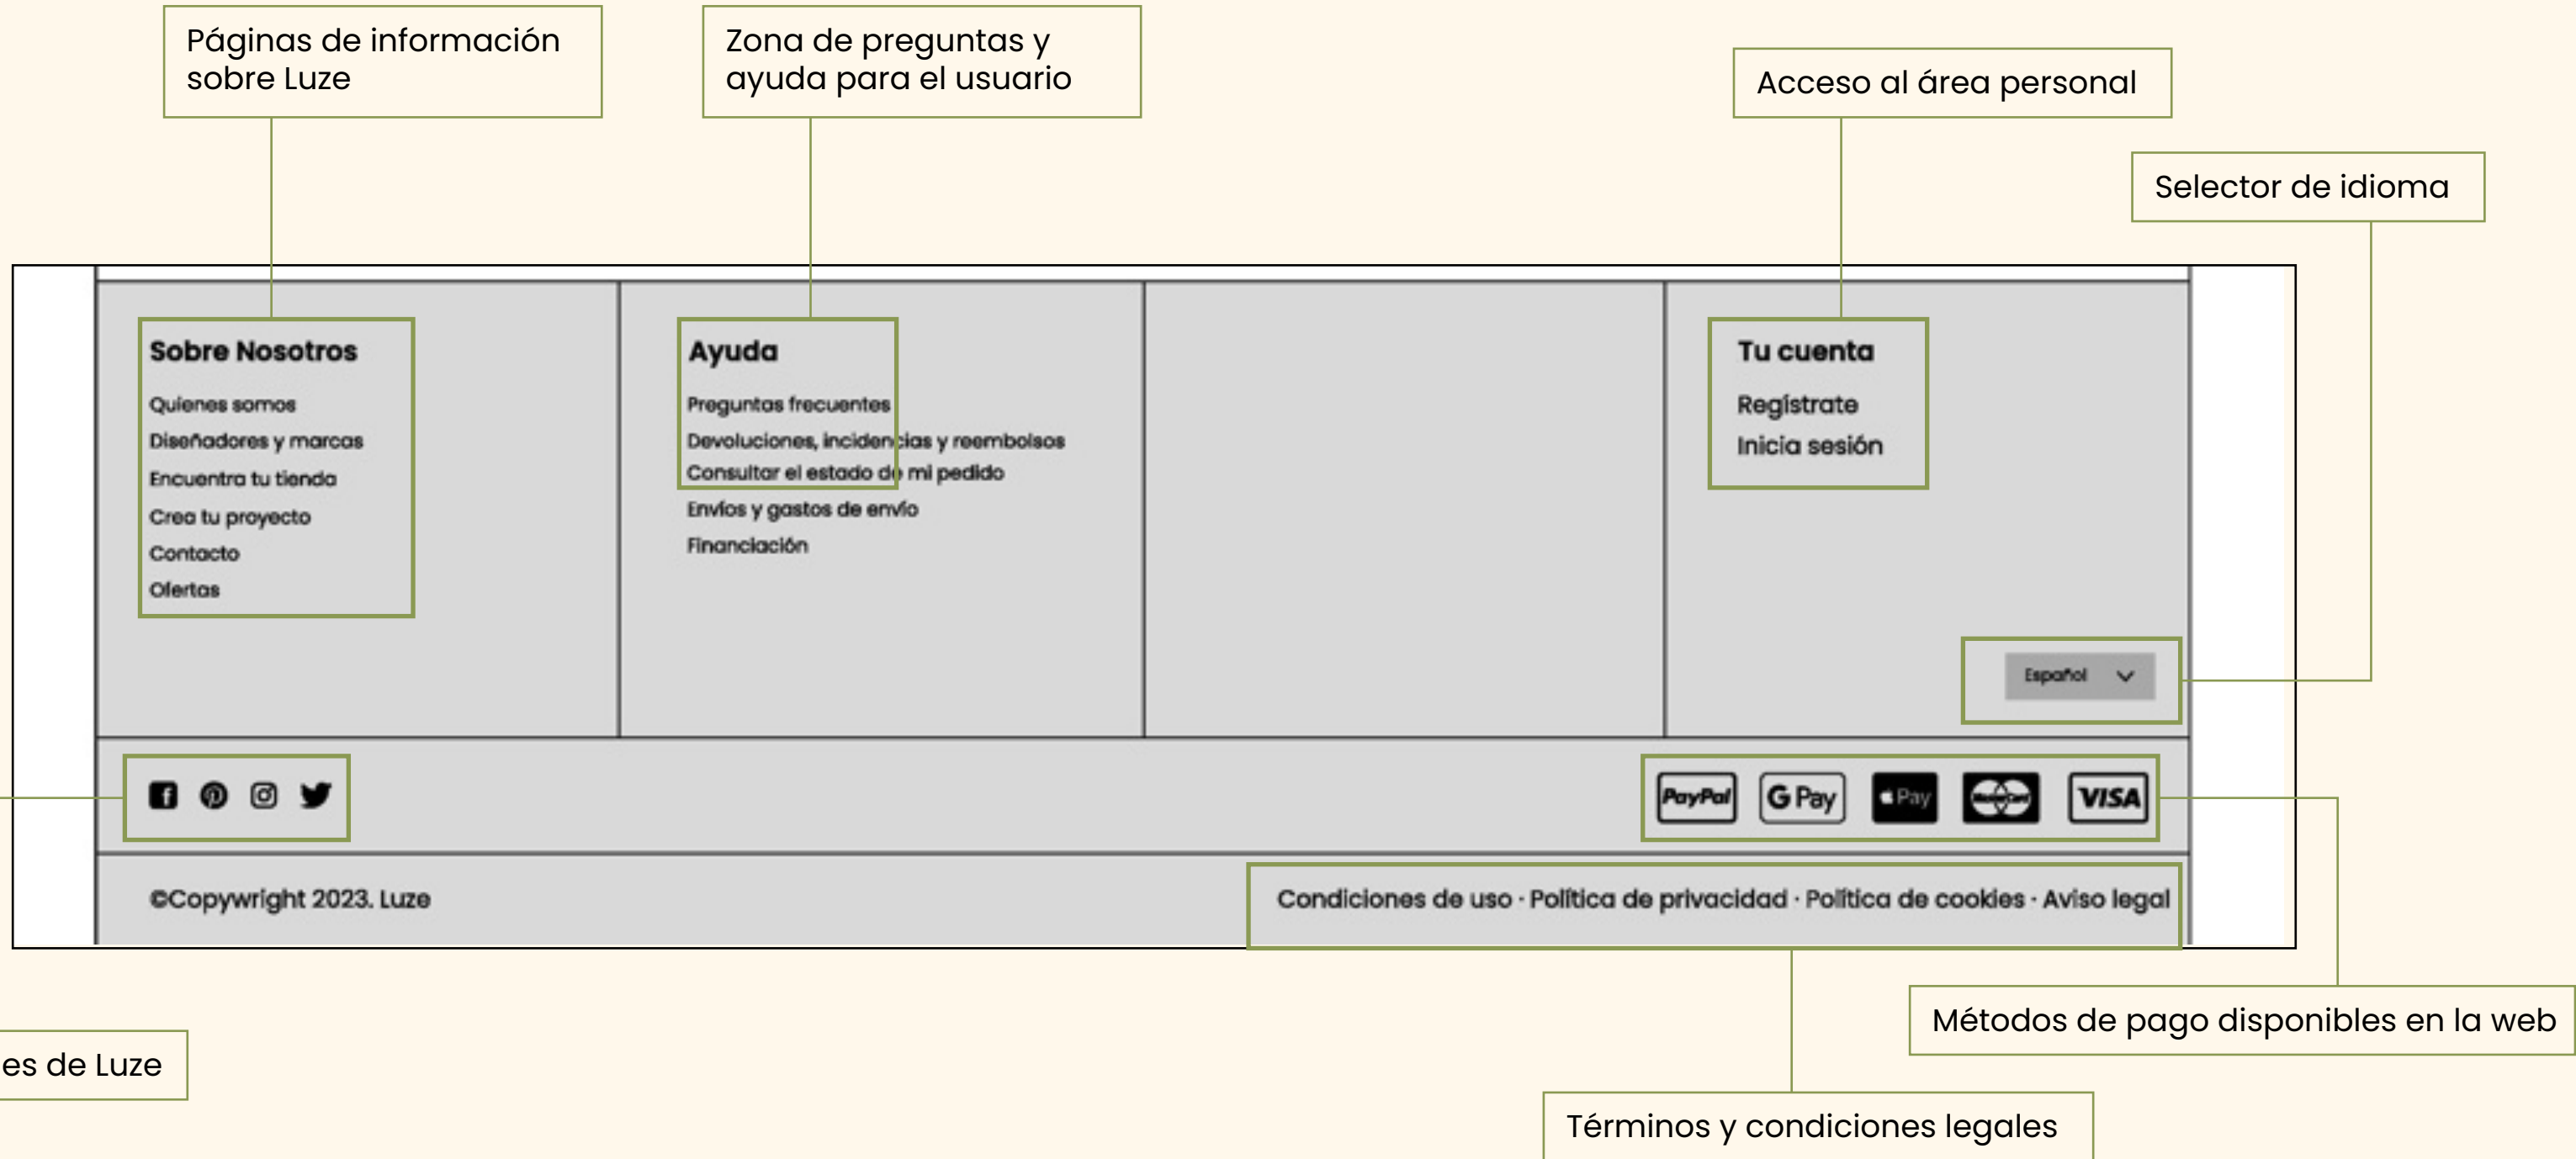 Páginas de información
sobre Luze
Zona de preguntas y
ayuda para el usuario
Acceso al área personal
Selector de idioma
Sobre Nosotros
Quienes somos
Diseñadores y marcas
Encuentra tu tienda
Crea tu proyecto
Contacto
Ofertas
Ayuda
Preguntas frecuentes
Devoluciones, incidencias y reembolsos
Consultar el estado de mi pedido
Envíos y gastos de envío
Financiación
Tu cuenta
Regístrate
Inicia sesión
Español
PayPal
G Pay
Pay
MasterCard
VISA
©Copywright 2023. Luze
Condiciones de uso · Política de privacidad · Política de cookies · Aviso legal
Métodos de pago disponibles en la web
es de Luze
Términos y condiciones legales